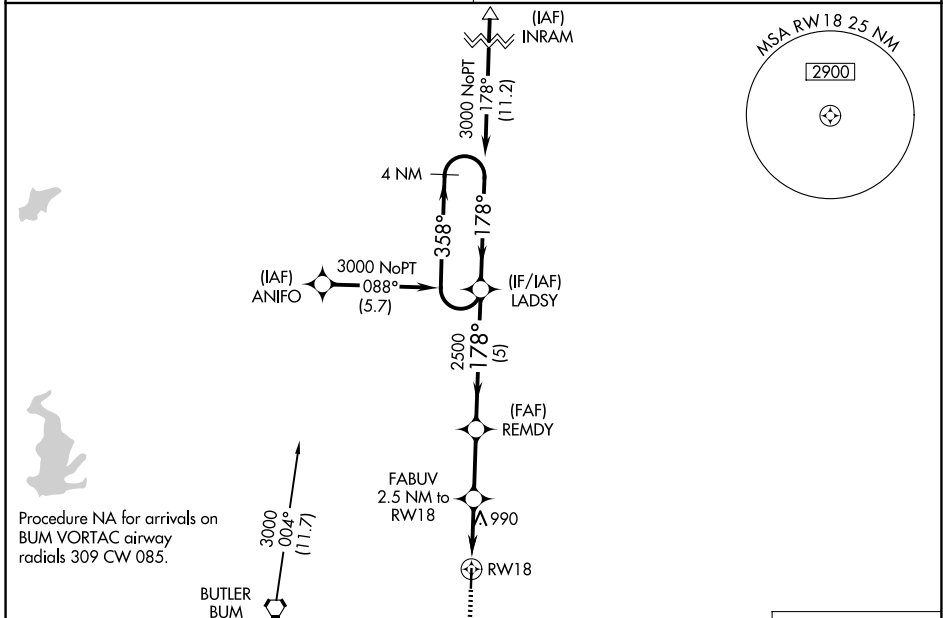 (IAF)
INRAM
MSA RW18 25 NM
2900
3000 NoPT
178°
(11.2)
4 NM
358°
178°
(IAF)
ANIFO
3000 NoPT
088°
(5.7)
(IF/IAF)
LADSY
2500
178°
(5)
(FAF)
REMDY
FABUV
2.5 NM to
RW18
990
RW18
Procedure NA for arrivals on
BUM VORTAC airway
radials 309 CW 085.
3000
004°
(11.7)
BUTLER
BUM